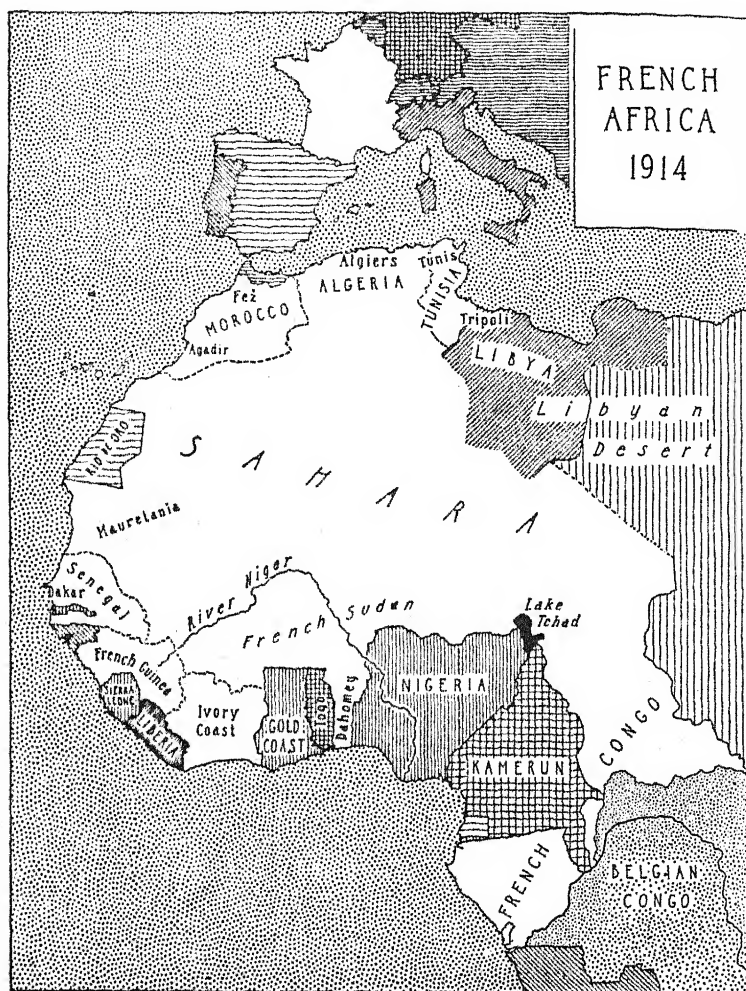 FRENCH
AFRICA
1914
Algiers
ALGERIA
Tunis
TUNISIA
Fez
MOROCCO
Agadir
Tripoli
LIBYA
Libyan
Desert
RIO DE ORO
SAHARA
Mauretania
Senegal
Dakar
River Niger
French Sudan
Lake
Tchad
French Guinea
SIERRA
LEONE
LIBERIA
Ivory
Coast
GOLD
COAST
Togo
Dahomey
NIGERIA
KAMERUN
FRENCH CONGO
BELGIAN
CONGO